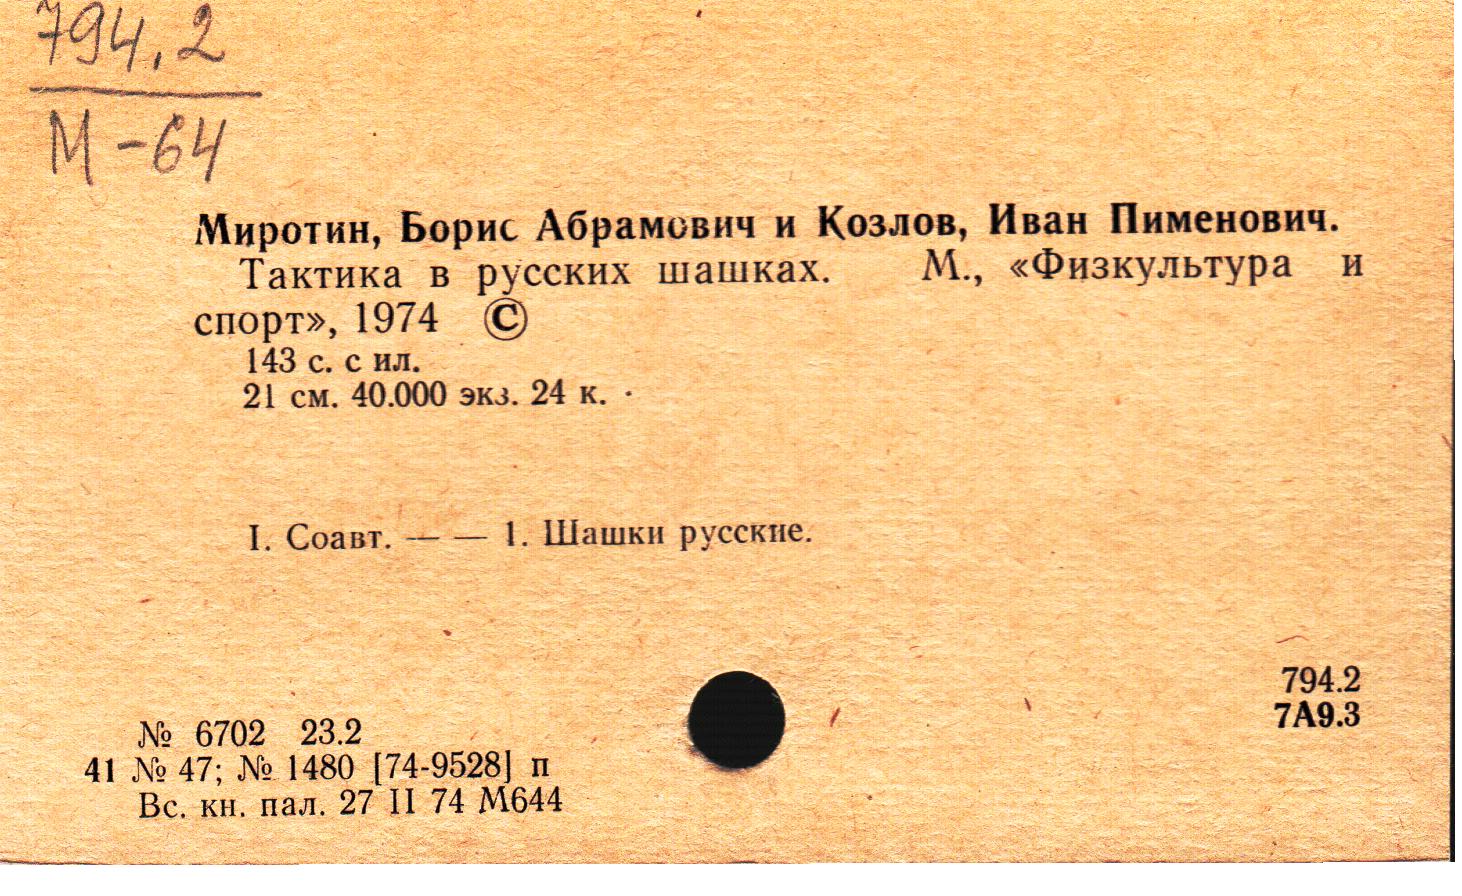 794.2
М-64
Миротин, Борис Абрамович и Козлов, Иван Пименович.
Тактика в русских шашках. М., «Физкультура и
спорт», 1974 ©
143 с. с ил.
21 см. 40.000 экз. 24 к.
I. Соавт. — — 1. Шашки русские.
794.2
7А9.3
№ 6702 23.2
41 № 47; № 1480 [74-9528] п
Вс. кн. пал. 27 II 74 М644